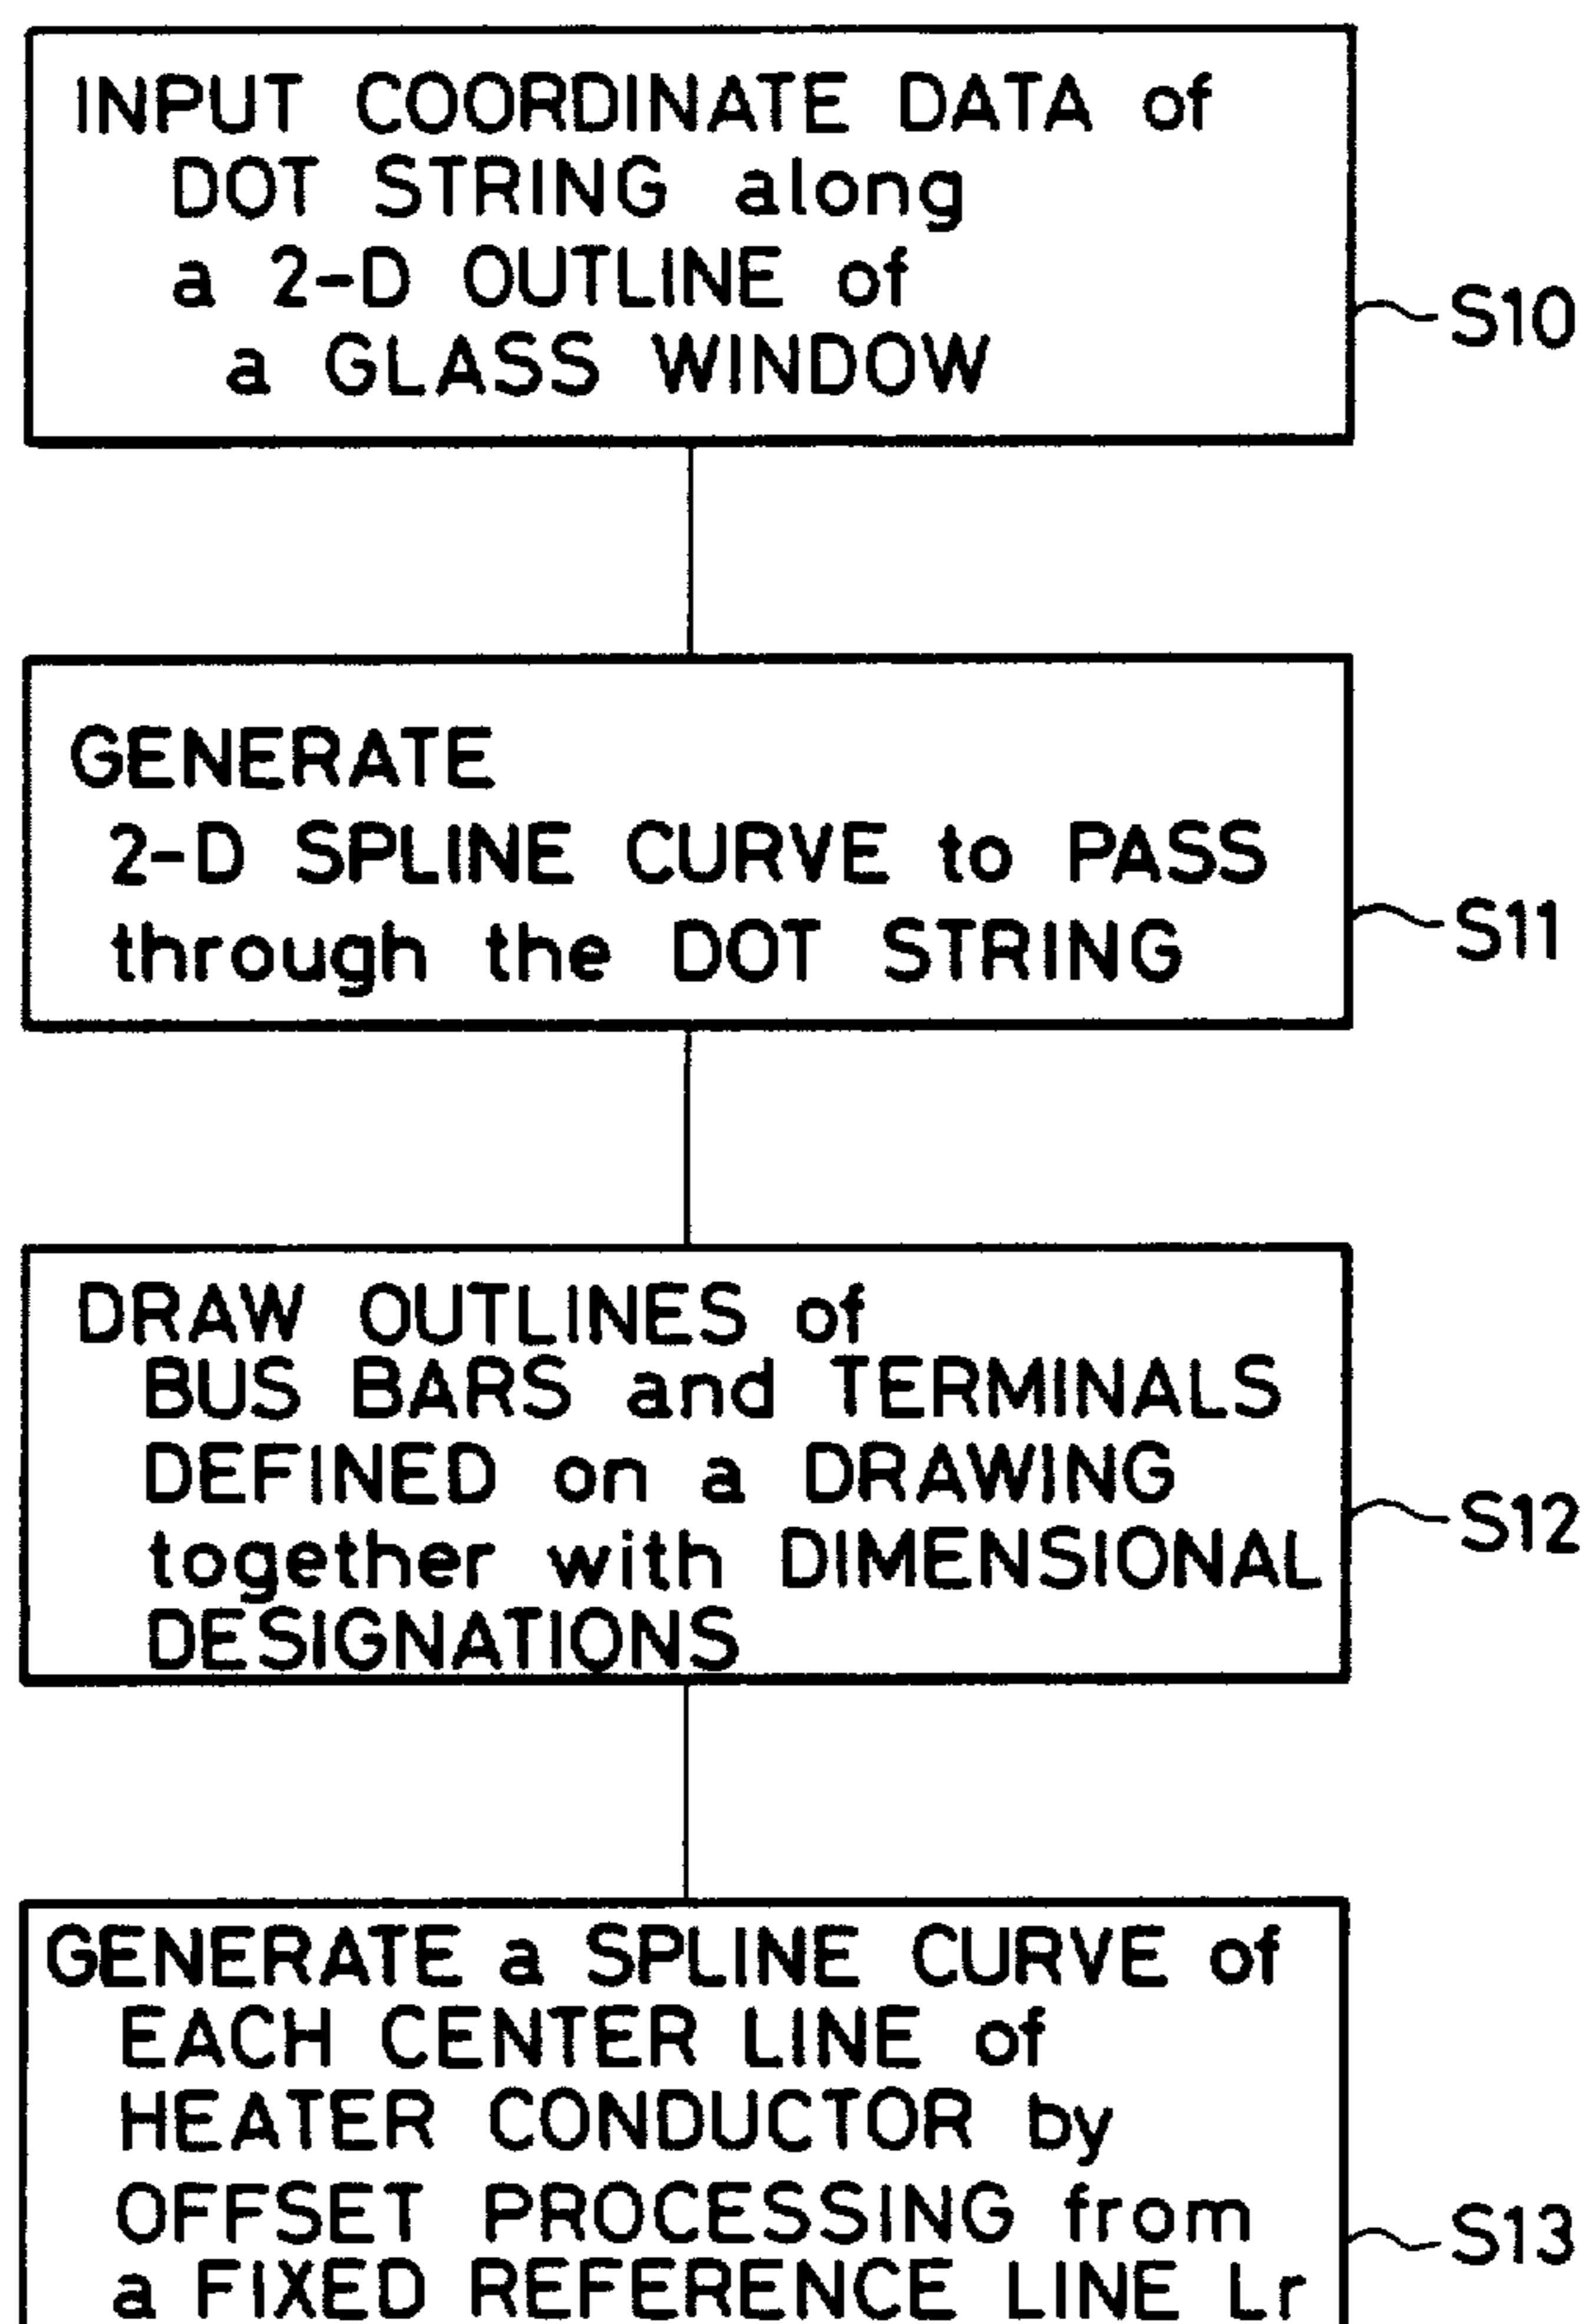 INPUT COORDINATE DATA of
DOT STRING along
a 2-D OUTLINE of
a GLASS WINDOW
S10
GENERATE
2-D SPLINE CURVE to PASS
through the DOT STRING
S11
DRAW OUTLINES of
BUS BARS and TERMINALS
DEFINED on a DRAWING
together with DIMENSIONAL
DESIGNATIONS
S12
GENERATE a SPLINE CURVE of
EACH CENTER LINE of
HEATER CONDUCTOR by
OFFSET PROCESSING from
a FIXED REFERENCE LINE Lr
S13